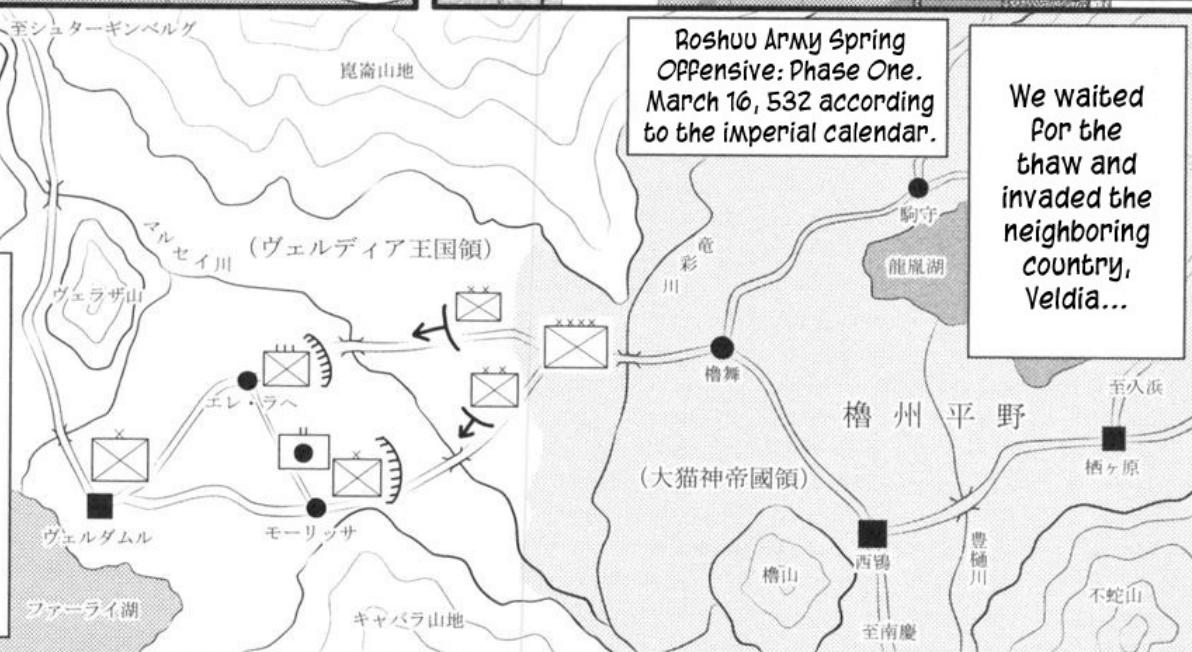 至シュターギンベルグ
崑崙山地
Roshuu Army Spring
Offensive: Phase One.
March 16, 532 according
to the imperial calendar.
We waited
for the
thaw and
invaded the
neighboring
country,
Veldia...
駒守
マルセイ川
(ヴェルディア王国領)
竜彩川
龍胤湖
ヴェラザ山
××
××××
××
櫓舞
至入浜
エレ・ラヘ
櫓州平野
×
×
(大猫神帝國領)
栖ヶ原
ヴェルダムル
モーリッサ
西鴇
豊樋川
櫓山
不蛇山
ファーライ湖
キャバラ山地
至南慶